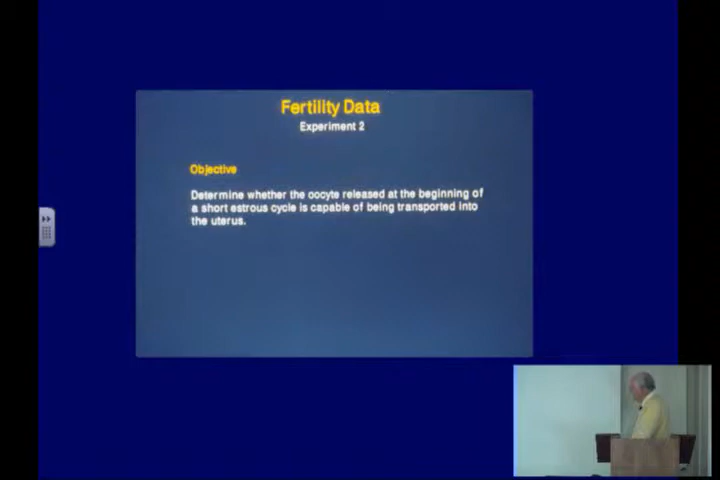 Fertility Data
Experiment 2
Objective
Determine whether the oocyte released at the beginning of
a short estrous cycle is capable of being transported into
the uterus.